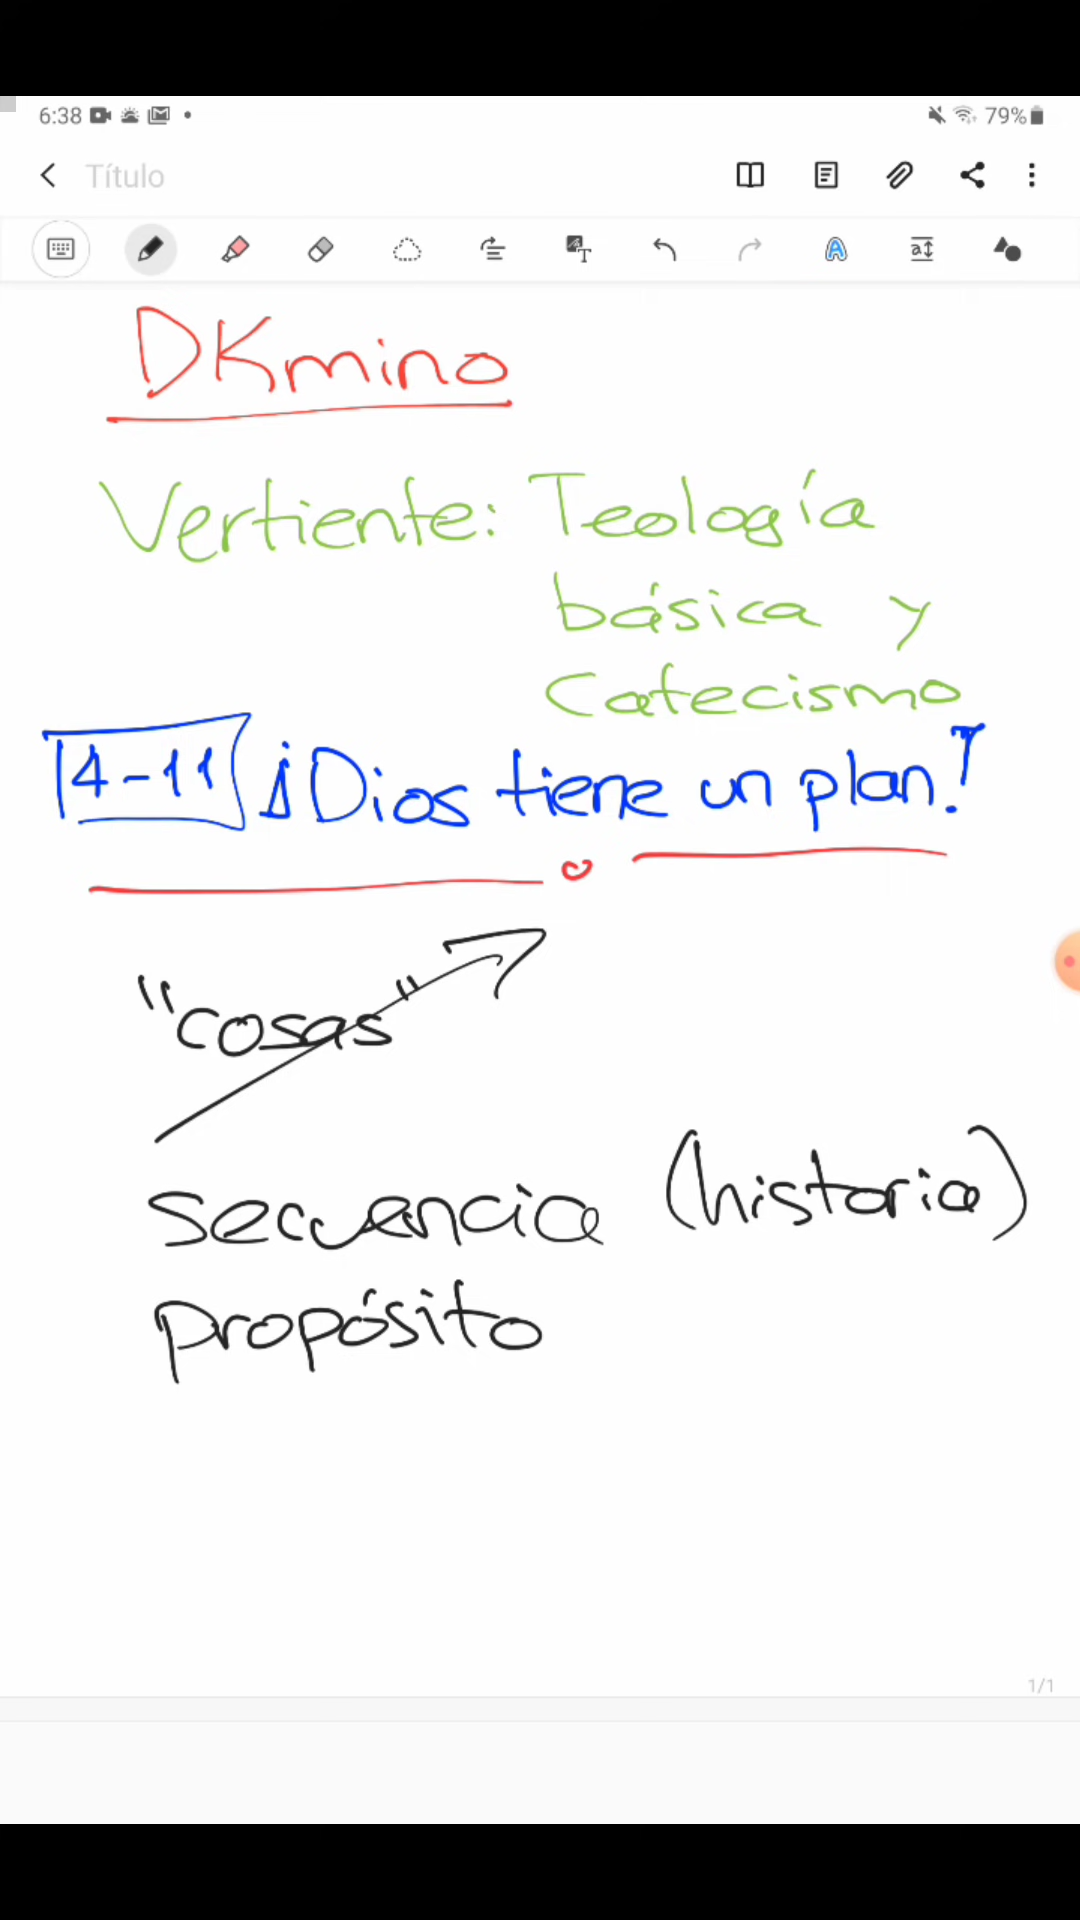 6:38
79%
Título
DKmino
Vertiente: Teología
básica y
Catecismo
T4-11 ¡Dios tiene un plan!
"cosas"
secuencia (historia)
propósito
1/1